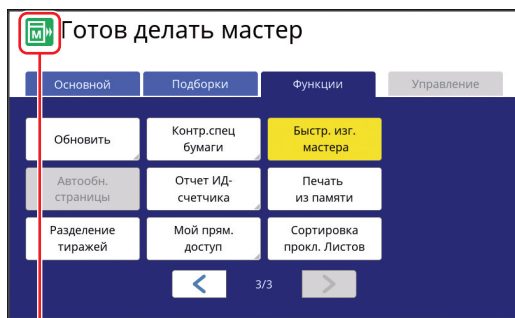 M
Готов делать мастер
Основной
Подборки
Функции
Управление
Обновить
Контр.спец
бумаги
Быстр. изг.
мастера
Автообн.
страницы
Отчет ИД-
счетчика
Печать
из памяти
Разделение
тиражей
Мой прям.
доступ
Сортировка
прокл. Листов
3/3